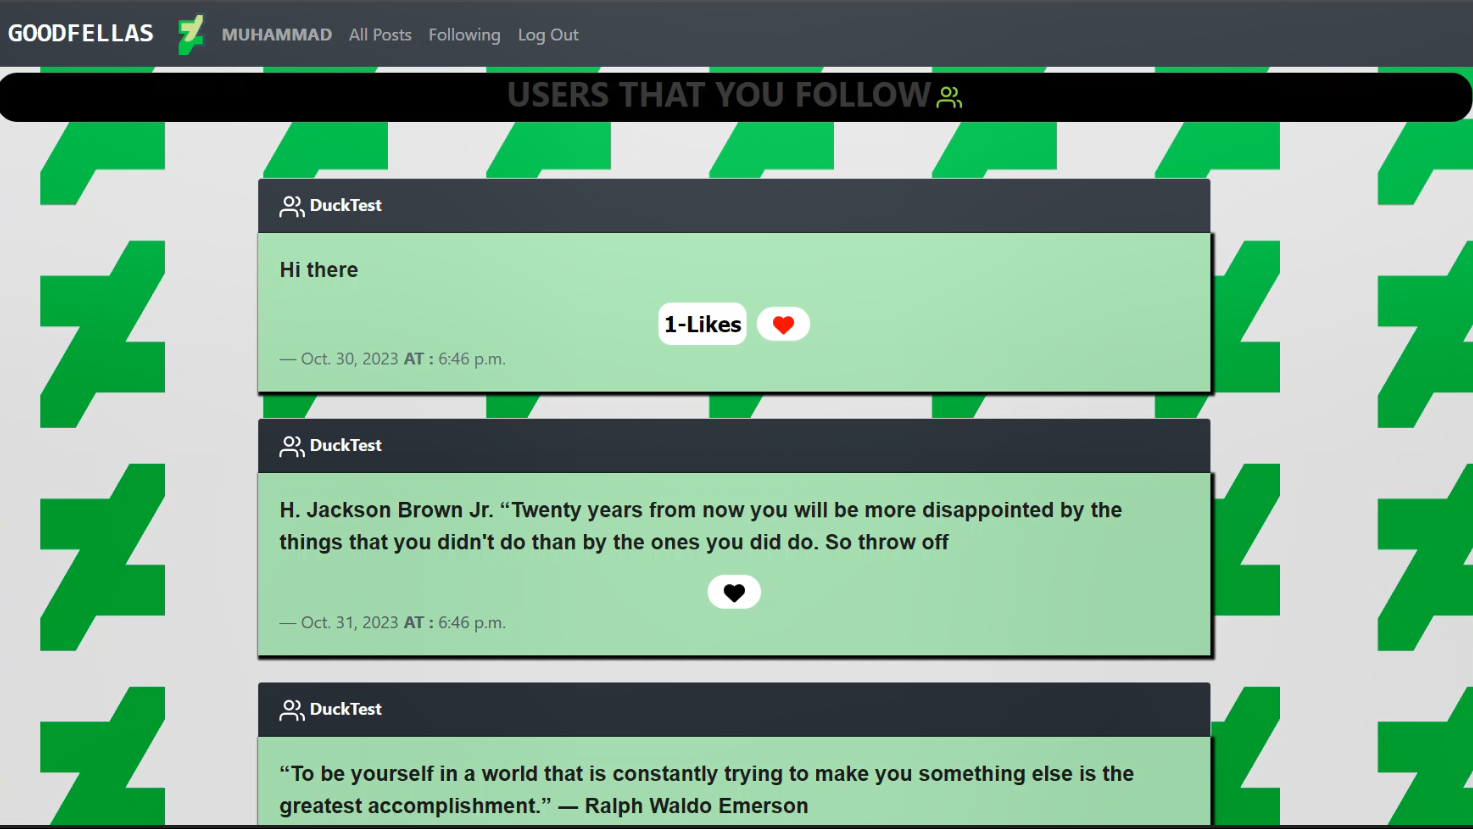 GOODFELLAS MUHAMMAD All Posts Following Log Out
USERS THAT YOU FOLLOW
DuckTest
Hi there
1-Likes
— Oct. 30, 2023 AT : 6:46 p.m.
DuckTest
H. Jackson Brown Jr. “Twenty years from now you will be more disappointed by the
things that you didn't do than by the ones you did do. So throw off
— Oct. 31, 2023 AT : 6:46 p.m.
DuckTest
“To be yourself in a world that is constantly trying to make you something else is the
greatest accomplishment.” — Ralph Waldo Emerson